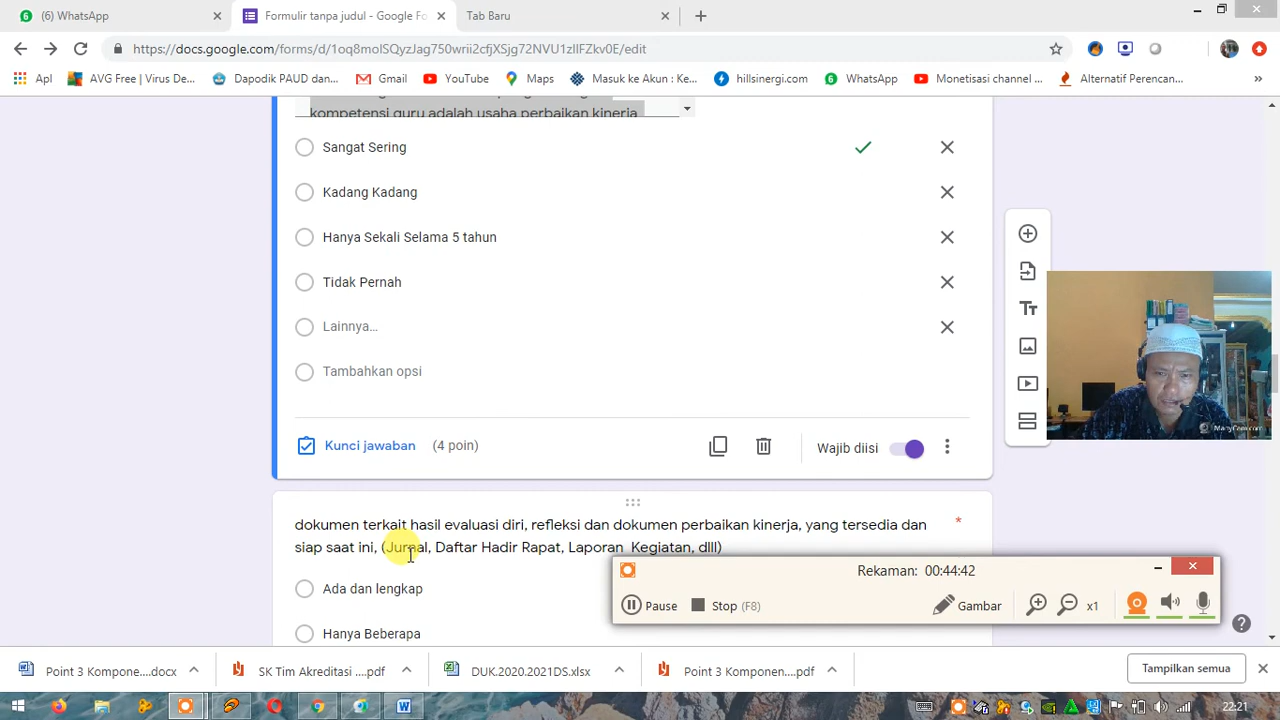 (6) WhatsApp
Formulir tanpa judul - Google Fo
Tab Baru
https://docs.google.com/forms/d/1oq8molSQyzJag750wrii2cfjXSjg72NVU1zIlFZkv0E/edit
Apl
AVG Free | Virus De...
Dapodik PAUD dan...
Gmail
YouTube
Maps
Masuk ke Akun : Ke...
hillsinergi.com
WhatsApp
Monetisasi channel ...
Alternatif Perencan...
»
kompetensi guru adalah usaha perbaikan kinerja
Sangat Sering
Kadang Kadang
Hanya Sekali Selama 5 tahun
Tidak Pernah
Lainnya...
Tambahkan opsi
Kunci jawaban (4 poin)
Wajib diisi
dokumen terkait hasil evaluasi diri, refleksi dan dokumen perbaikan kinerja, yang tersedia dan *
siap saat ini, (Jurnal, Daftar Hadir Rapat, Laporan Kegiatan, dlll)
Ada dan lengkap
Hanya Beberapa
Tt
ManyCam.com
Rekaman: 00:44:42
Pause
Stop (F8)
Gambar
x1
Point 3 Kompone....docx
SK Tim Akreditasi ....pdf
DUK.2020.2021DS.xlsx
Point 3 Komponen....pdf
Tampilkan semua
22:21